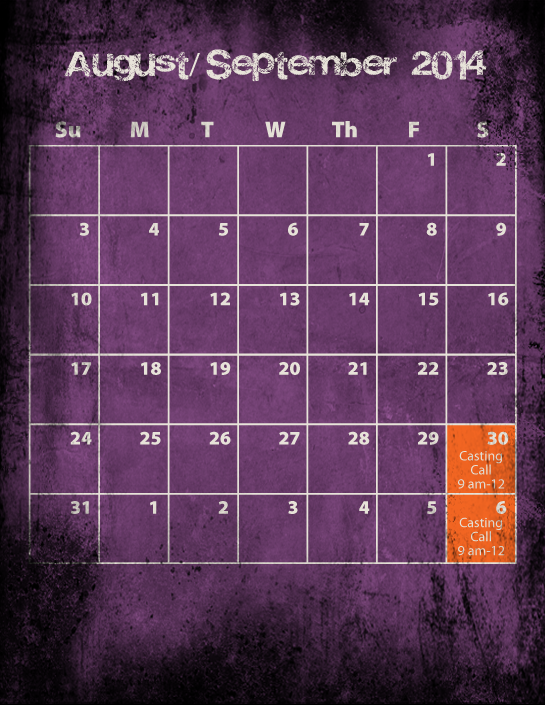 August/September 2014
Su M T W Th F S
1 2
3 4 5 6 7 8 9
10 11 12 13 14 15 16
17 18 19 20 21 22 23
24 25 26 27 28 29 30
Casting
Call
9 am-12
31 1 2 3 4 5 6
Casting
Call
9 am-12